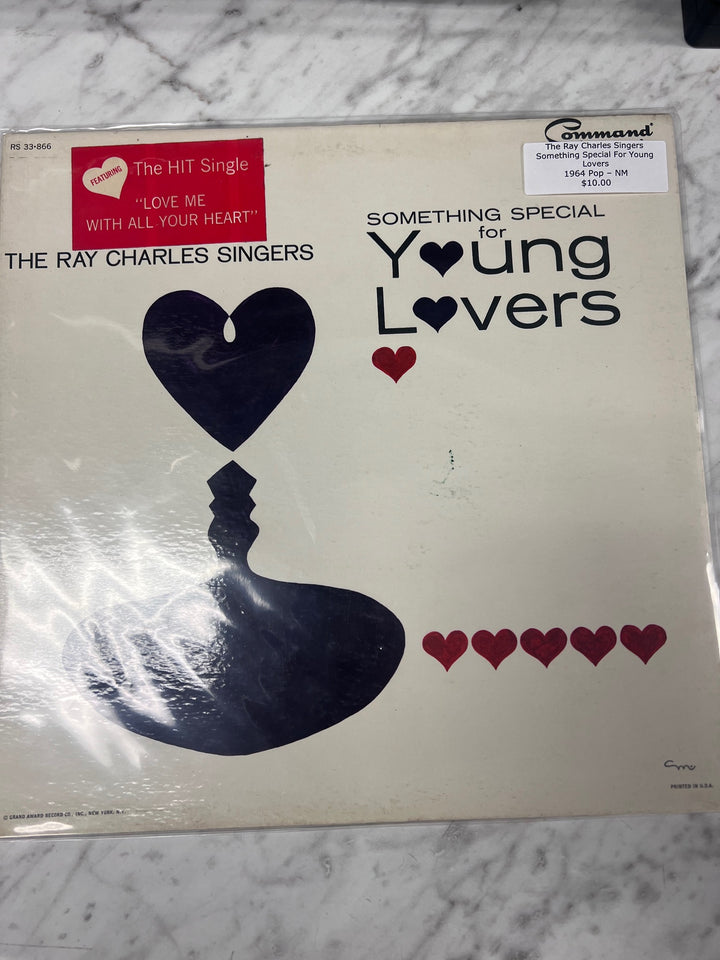 RS 33-866
FEATURING
The HIT Single
"LOVE ME
WITH ALL YOUR HEART"
THE RAY CHARLES SINGERS
Command
The Ray Charles Singers
Something Special For Young
Lovers
1964 Pop – NM
$10.00
SOMETHING SPECIAL
for
Young
Lovers
© GRAND AWARD RECORD CO., INC., NEW YORK, N.Y.
PRINTED IN U.S.A.